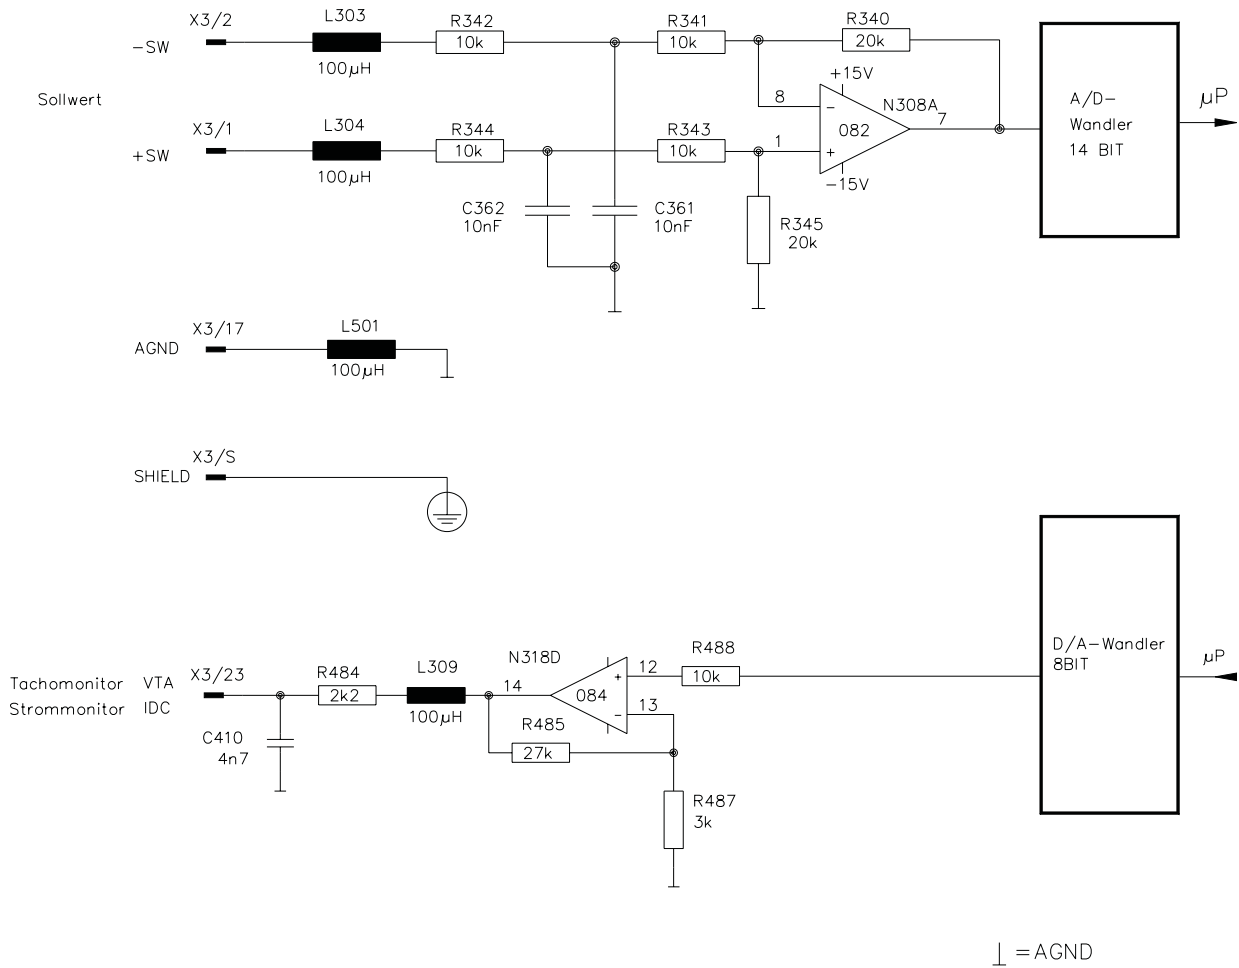 X3/2
L303
R342
R341
R340
-SW
10k
10k
20k
100µH
+15V
Sollwert
8
N308A
A/D-
Wandler
14 BIT
µP
-
082
7
X3/1
L304
R344
R343
1
+SW
10k
10k
+
100µH
-15V
C362
10nF
C361
10nF
R345
20k
X3/17
L501
AGND
100µH
X3/S
SHIELD
D/A-Wandler
8BIT
µP
X3/23
R484
L309
N318D
R488
12
Tachomonitor VTA
Strommonitor IDC
2k2
14
084
+
10k
100µH
-
13
C410
4n7
R485
27k
R487
3k
⊥ =AGND